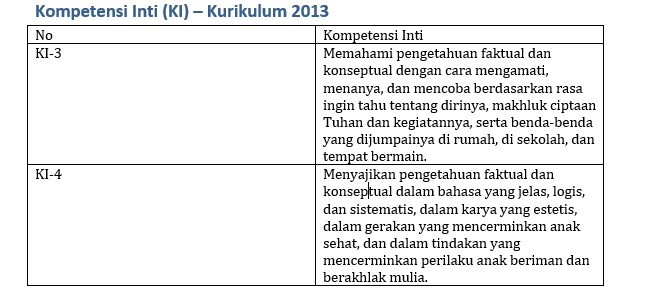 Kompetensi Inti (KI) – Kurikulum 2013
No
Kompetensi Inti
KI-3
Memahami pengetahuan faktual dan
konseptual dengan cara mengamati,
menanya, dan mencoba berdasarkan rasa
ingin tahu tentang dirinya, makhluk ciptaan
Tuhan dan kegiatannya, serta benda-benda
yang dijumpainya di rumah, di sekolah, dan
tempat bermain.
KI-4
Menyajikan pengetahuan faktual dan
konseptual dalam bahasa yang jelas, logis,
dan sistematis, dalam karya yang estetis,
dalam gerakan yang mencerminkan anak
sehat, dan dalam tindakan yang
mencerminkan perilaku anak beriman dan
berakhlak mulia.